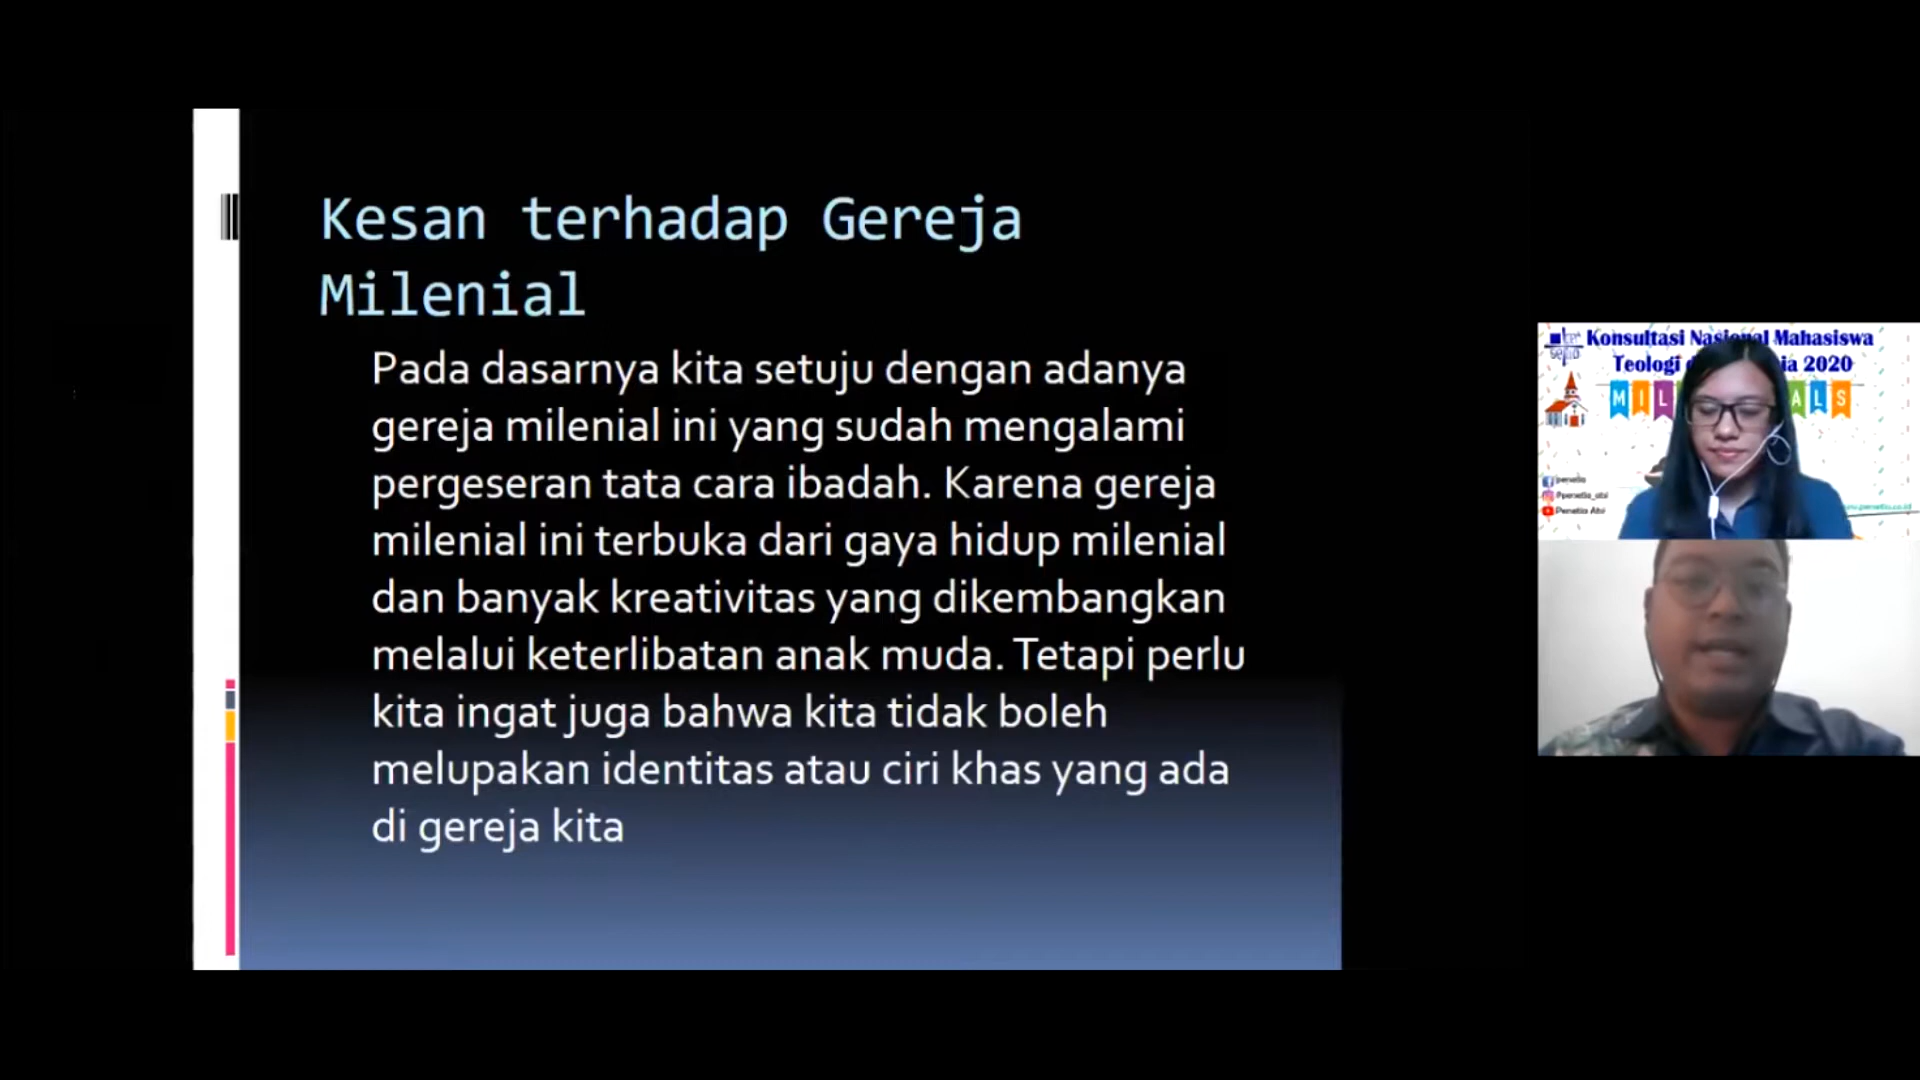 Kesan terhadap Gereja
Milenial
Pada dasarnya kita setuju dengan adanya
gereja milenial ini yang sudah mengalami
pergeseran tata cara ibadah. Karena gereja
milenial ini terbuka dari gaya hidup milenial
dan banyak kreativitas yang dikembangkan
melalui keterlibatan anak muda. Tetapi perlu
kita ingat juga bahwa kita tidak boleh
melupakan identitas atau ciri khas yang ada
di gereja kita
Konsultasi Nasional Mahasiswa
Teologi d ia 2020
M I L A L S